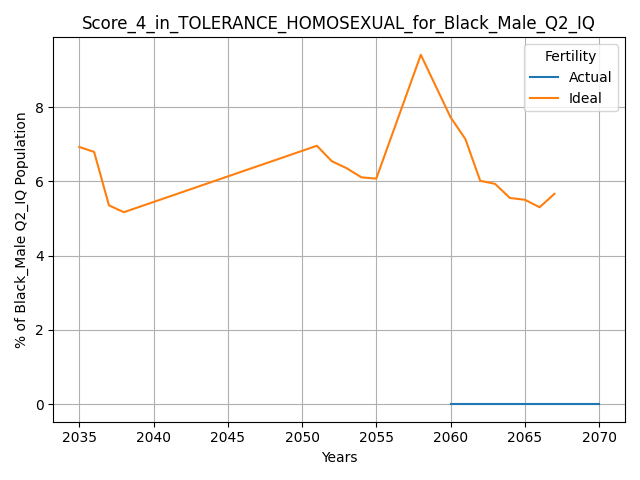 Score_4_in_TOLERANCE_HOMOSEXUAL_for_Black_Male_Q2_IQ
Fertility
Actual
Ideal
% of Black_Male Q2_IQ Population
8
6
4
2
0
2035 2040 2045 2050 2055 2060 2065 2070
Years